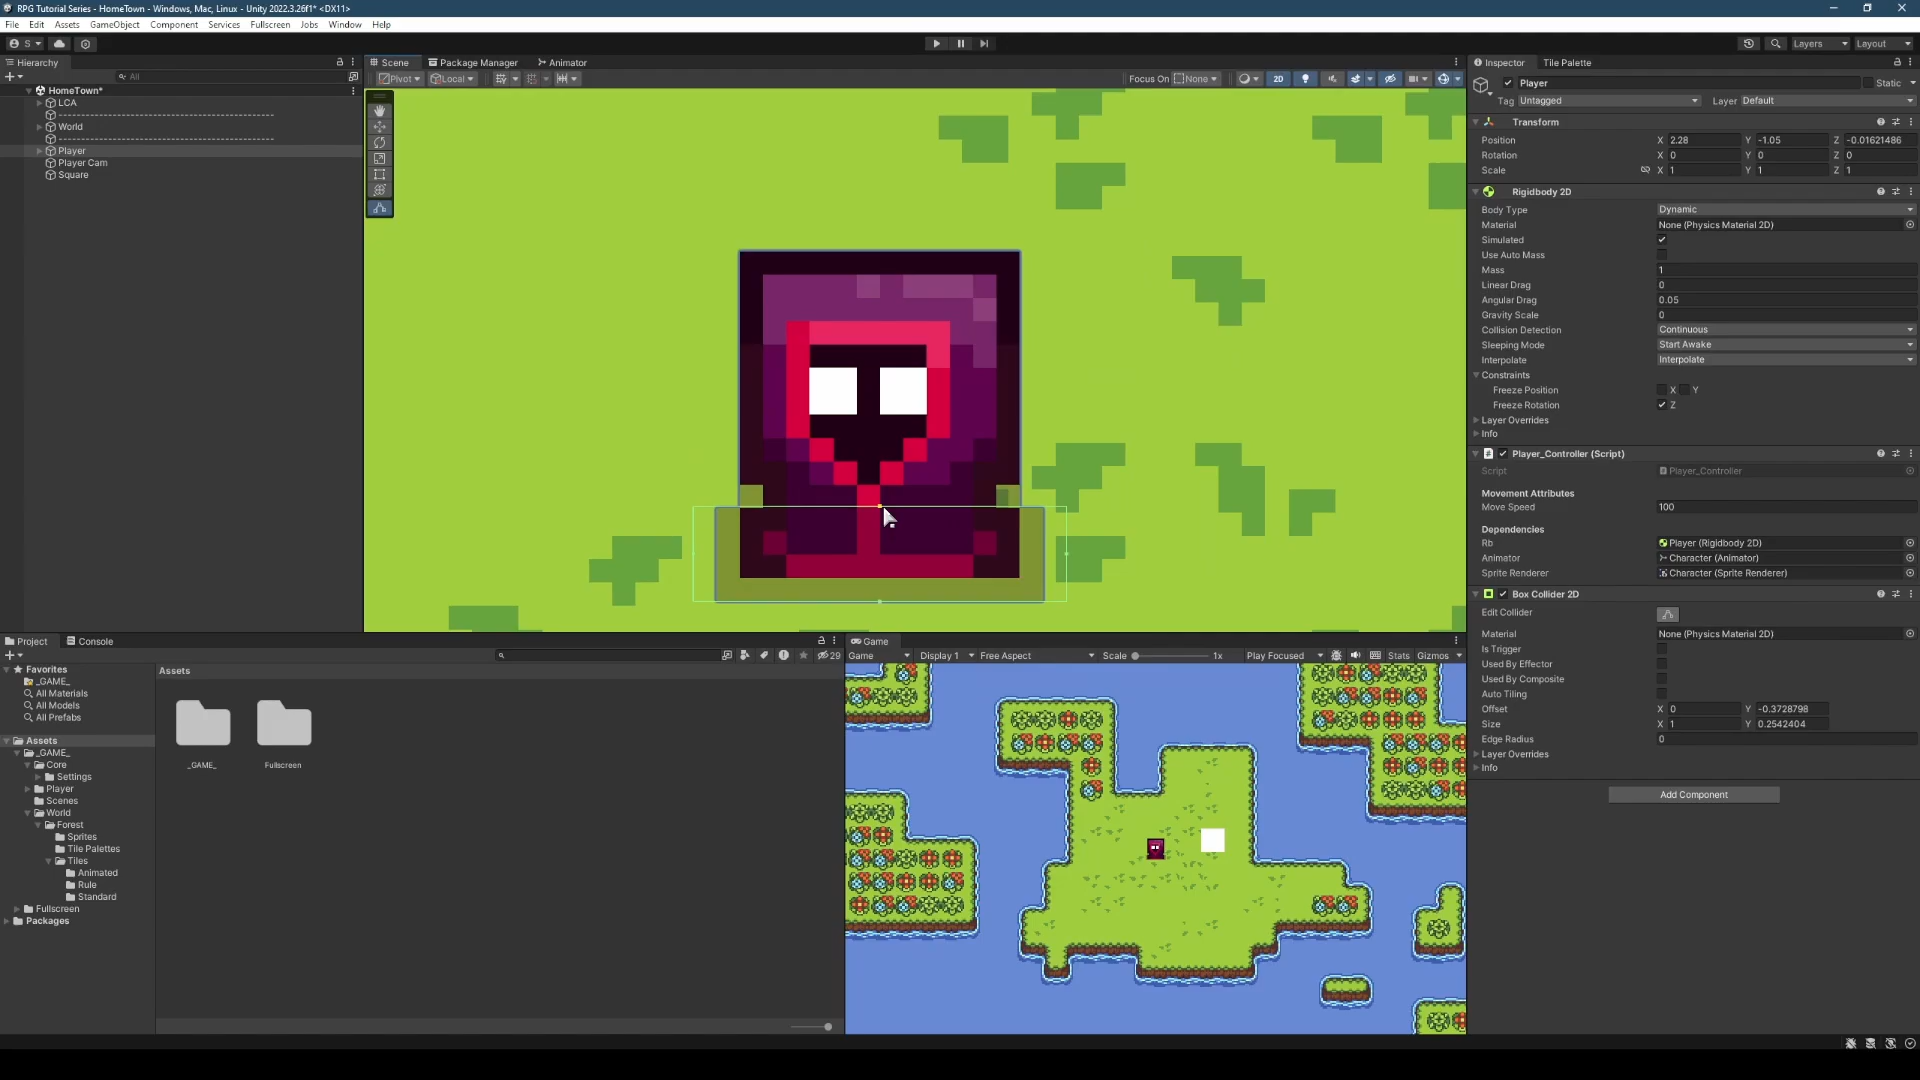 RPG Tutorial Series - HomeTown - Windows, Mac, Linux - Unity 2022.3.26f1* <DX11>
File Edit Assets GameObject Component Services Fullscreen Jobs Window Help
S Layers Layout
Hierarchy Scene Package Manager Animator Inspector Tile Palette
All
Pivot Local Focus On None 2D
HomeTown*
LCA
----------------------------------------------
World
----------------------------------------------
Player
Player Cam
Square
Player Static
Tag Untagged Layer Default
Transform
Position X 2.28 Y -1.05 Z -0.01621486
Rotation X 0 Y 0 Z 0
Scale X 1 Y 1 Z 1
Rigidbody 2D
Body Type Dynamic
Material None (Physics Material 2D)
Simulated
Use Auto Mass
Mass 1
Linear Drag 0
Angular Drag 0.05
Gravity Scale 0
Collision Detection Continuous
Sleeping Mode Start Awake
Interpolate Interpolate
Constraints
Freeze Position X Y
Freeze Rotation Z
Layer Overrides
Info
Player_Controller (Script)
Script Player_Controller
Movement Attributes
Move Speed 100
Dependencies
Rb Player (Rigidbody 2D)
Animator Character (Animator)
Sprite Renderer Character (Sprite Renderer)
Box Collider 2D
Edit Collider
Material None (Physics Material 2D)
Is Trigger
Used By Effector
Used By Composite
Auto Tiling
Offset X 0 Y -0.3728798
Size X 1 Y 0.2542404
Edge Radius 0
Layer Overrides
Info
Add Component
Project Console
29
Favorites
_GAME_
All Materials
All Models
All Prefabs
Assets
_GAME_
Core
Settings
Player
Scenes
World
Forest
Sprites
Tile Palettes
Tiles
Animated
Rule
Standard
Fullscreen
Packages
Assets
_GAME_ Fullscreen
Game
Game Display 1 Free Aspect Scale 1x Play Focused Stats Gizmos